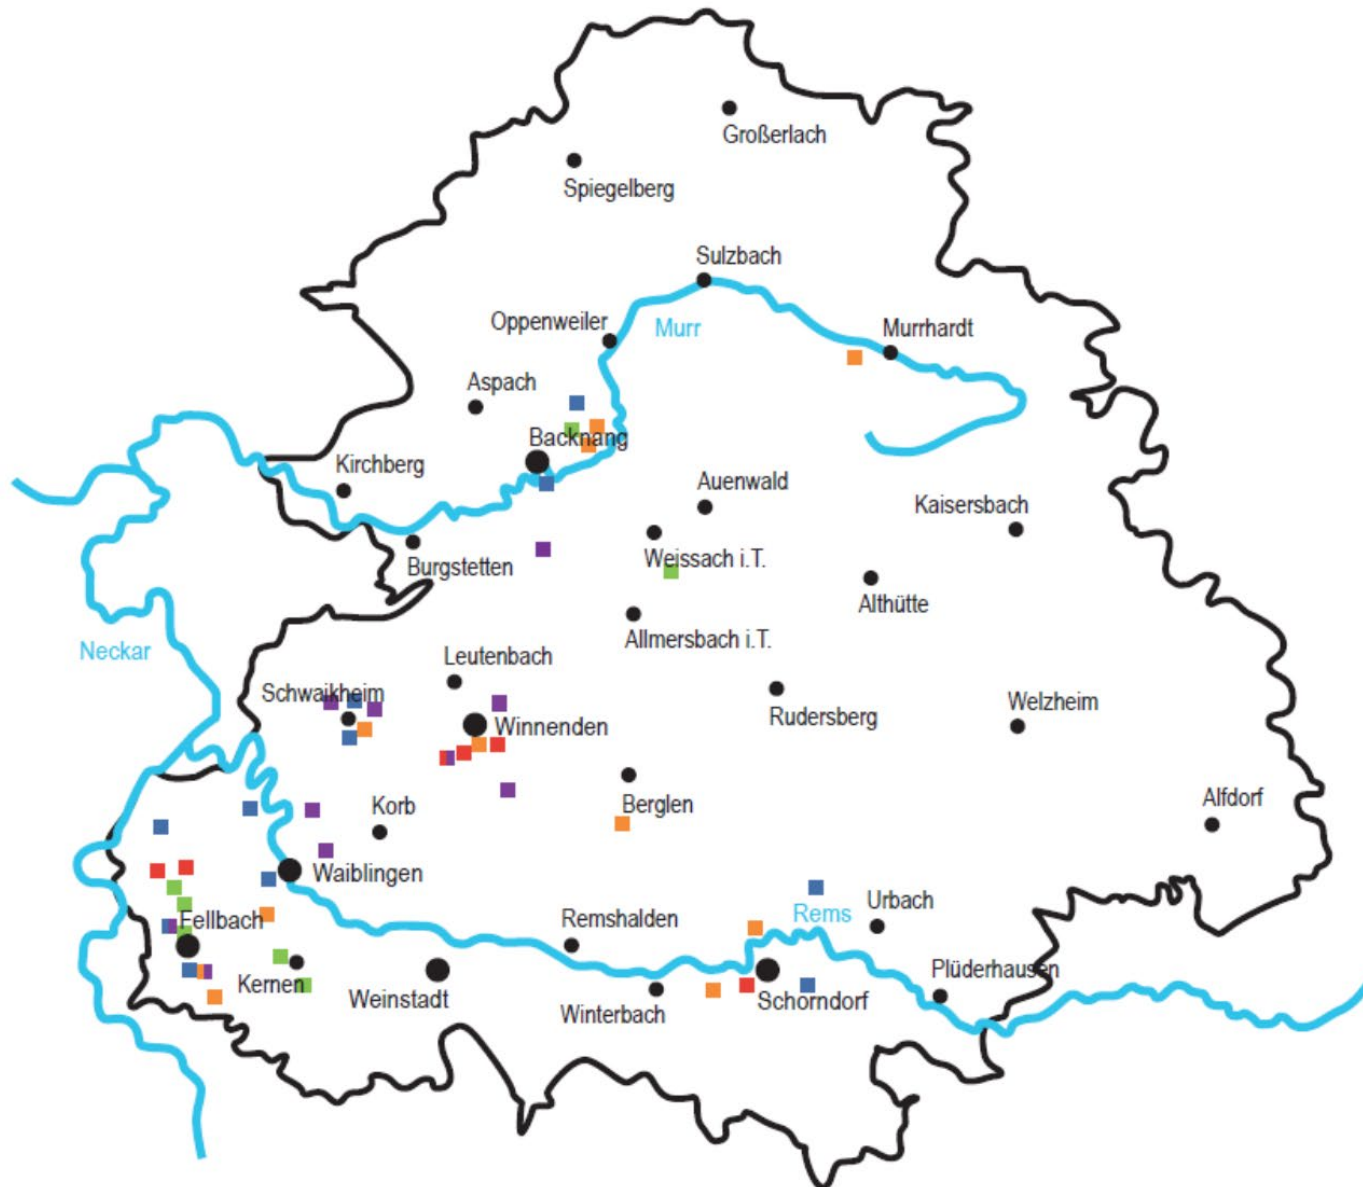 Großerlach
Spiegelberg
Sulzbach
Oppenweiler
Murr
Murrhardt
Aspach
Backnang
Kirchberg
Auenwald
Kaisersbach
Burgstetten
Weissach i.T.
Althütte
Allmersbach i.T.
Neckar
Leutenbach
Schwaikheim
Welzheim
Rudersberg
Winnenden
Korb
Berglen
Alfdorf
Waiblingen
Urbach
Rems
Remshalden
Fellbach
Plüderhausen
Kernen
Weinstadt
Schorndorf
Winterbach